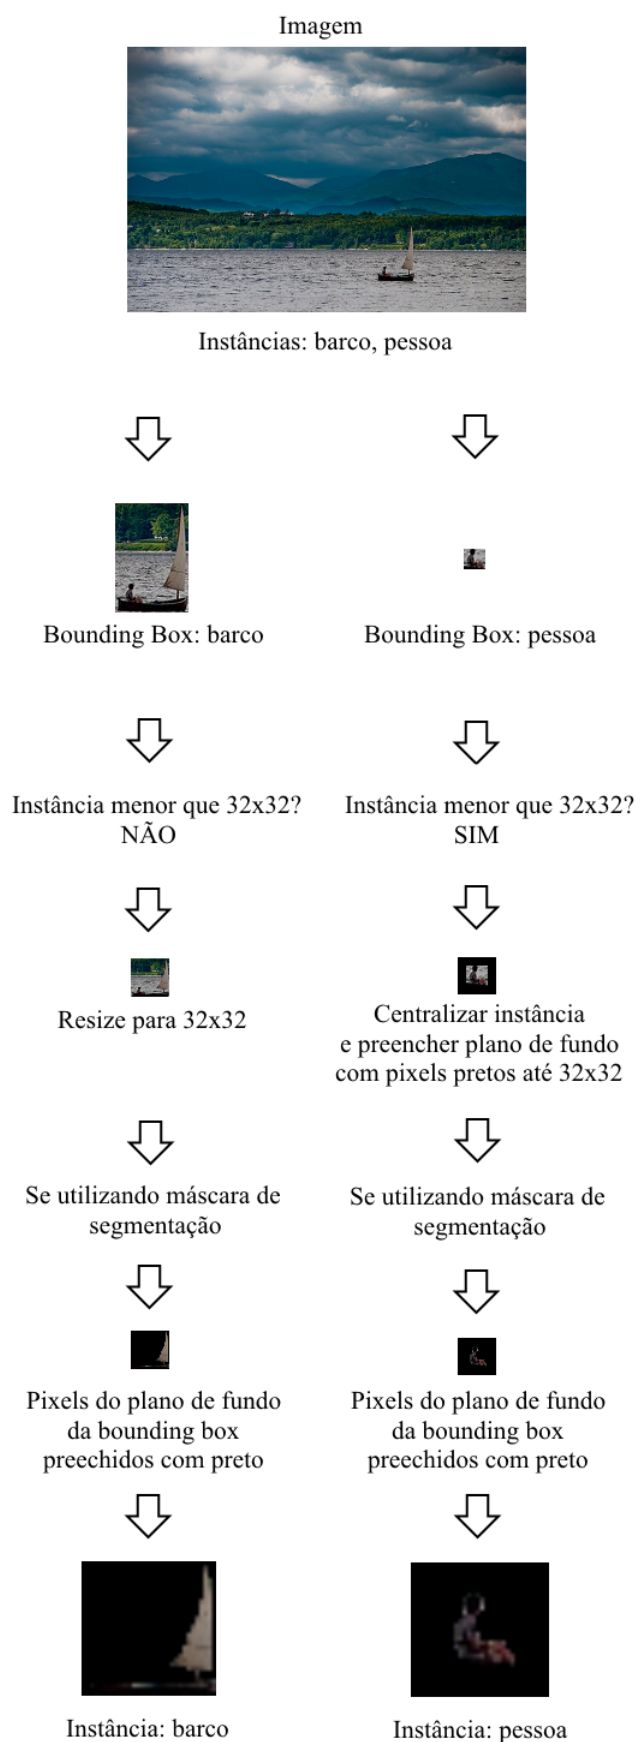 Imagem
Instâncias: barco, pessoa
Bounding Box: barco
Bounding Box: pessoa
Instância menor que 32x32?
NÃO
Instância menor que 32x32?
SIM
Resize para 32x32
Centralizar instância
e preencher plano de fundo
com pixels pretos até 32x32
Se utilizando máscara de
segmentação
Se utilizando máscara de
segmentação
Pixels do plano de fundo
da bounding box
preechidos com preto
Pixels do plano de fundo
da bounding box
preechidos com preto
Instância: barco
Instância: pessoa